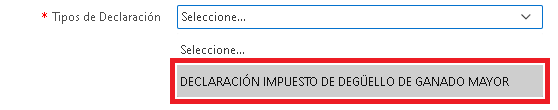 * Tipos de Declaración Seleccione...
Seleccione...
DECLARACIÓN IMPUESTO DE DEGÜELLO DE GANADO MAYOR